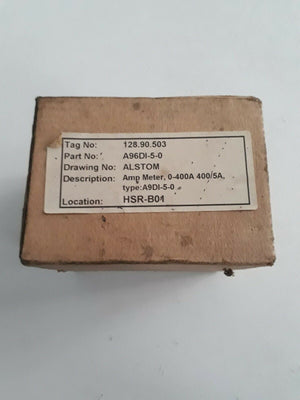 Tag No: 128.90.503
Part No: A96DI-5-0
Drawing No: ALSTOM
Description: Amp Meter, 0-400A 400/5A,
type:A9DI-5-0
Location: HSR-B01